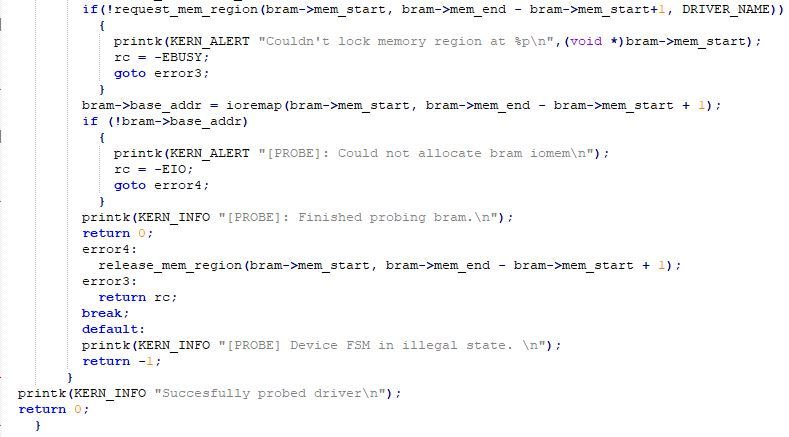 if(!request_mem_region(bram->mem_start, bram->mem_end - bram->mem_start+1, DRIVER_NAME))
{
printk(KERN_ALERT "Couldn't lock memory region at %p\n",(void *)bram->mem_start);
rc = -EBUSY;
goto error3;
}
bram->base_addr = ioremap(bram->mem_start, bram->mem_end - bram->mem_start + 1);
if (!bram->base_addr)
{
printk(KERN_ALERT "[PROBE]: Could not allocate bram iomem\n");
rc = -EIO;
goto error4;
}
printk(KERN_INFO "[PROBE]: Finished probing bram.\n");
return 0;
error4:
release_mem_region(bram->mem_start, bram->mem_end - bram->mem_start + 1);
error3:
return rc;
break;
default:
printk(KERN_INFO "[PROBE] Device FSM in illegal state. \n");
return -1;
}
printk(KERN_INFO "Succesfully probed driver\n");
return 0;
}